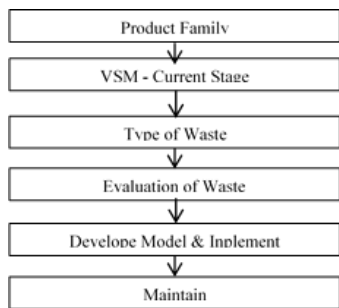 Product Family
VSM - Current Stage
Type of Waste
Evaluation of Waste
Develope Model & Inplement
Maintain